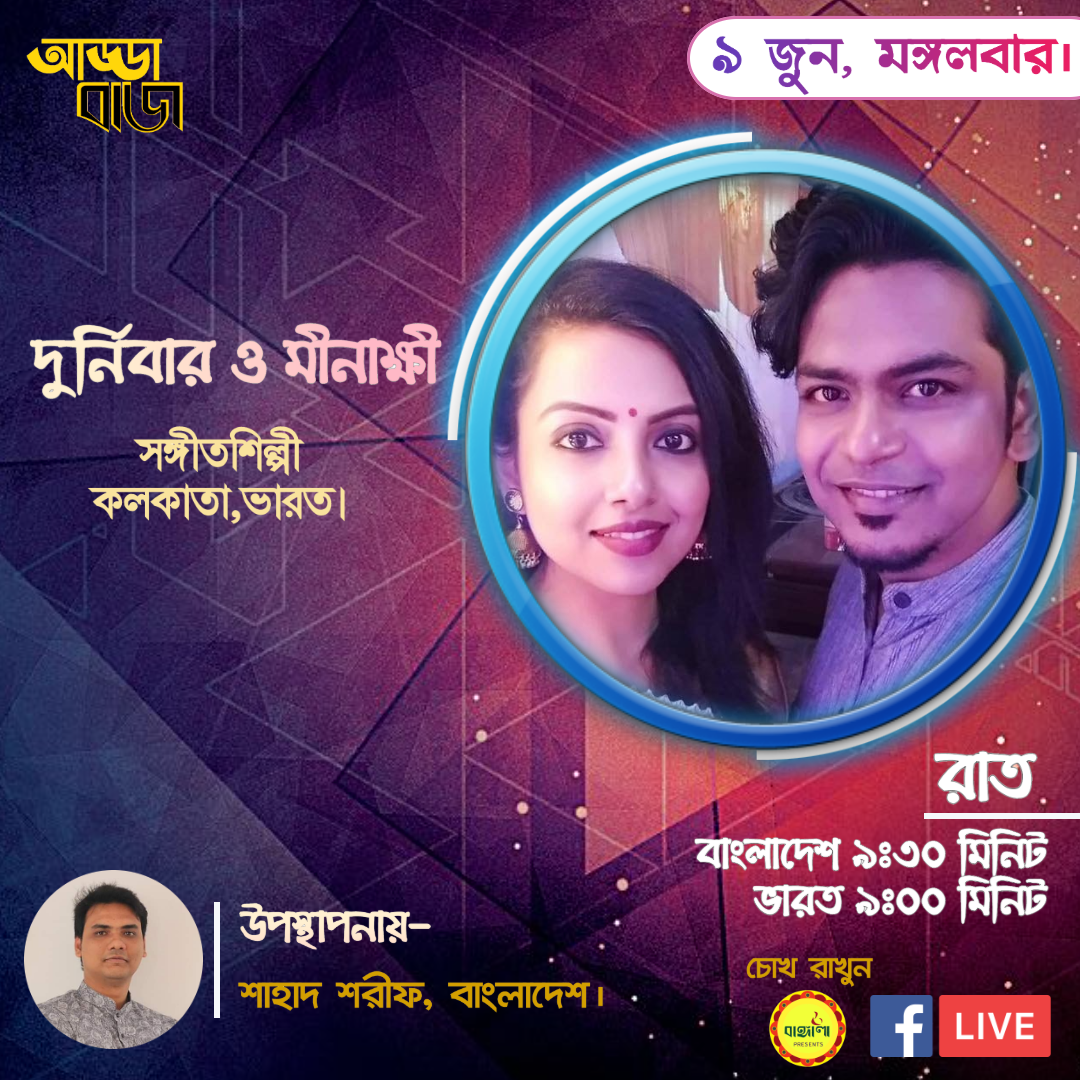 আড্ডা
বাজ
৯ জুন, মঙ্গলবার।
দুর্নিবার ও মীনাক্ষী
সঙ্গীতশিল্পী
কলকাতা,ভারত।
রাত
বাংলাদেশ ৯ঃ৩০ মিনিট
ভারত ৯ঃ০০ মিনিট
উপস্থাপনায়-
শাহাদ শরীফ, বাংলাদেশ।
চোখ রাখুন
PRESENTS
f LIVE